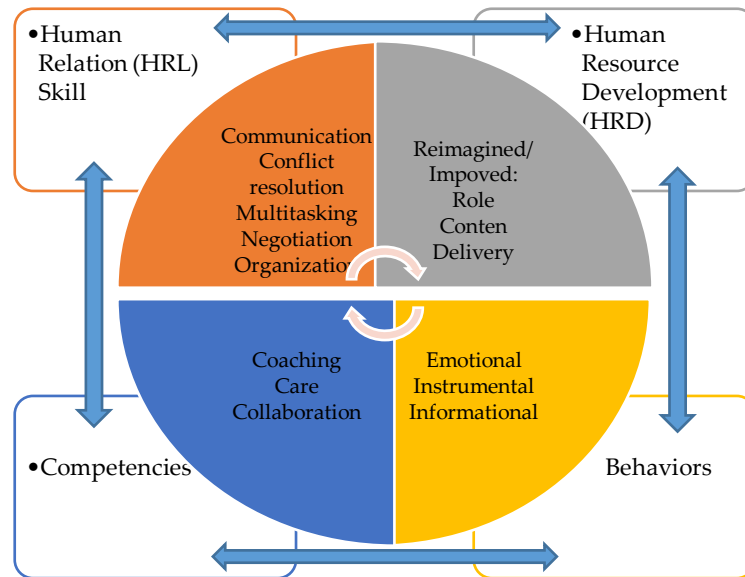 •Human
Relation (HRL)
Skill
•Human
Resource
Development
(HRD)
Communication
Conflict
resolution
Multitasking
Negotiation
Organization
Reimagined/
Impoved:
Role
Conten
Delivery
Coaching
Care
Collaboration
Emotional
Instrumental
Informational
•Competencies
Behaviors